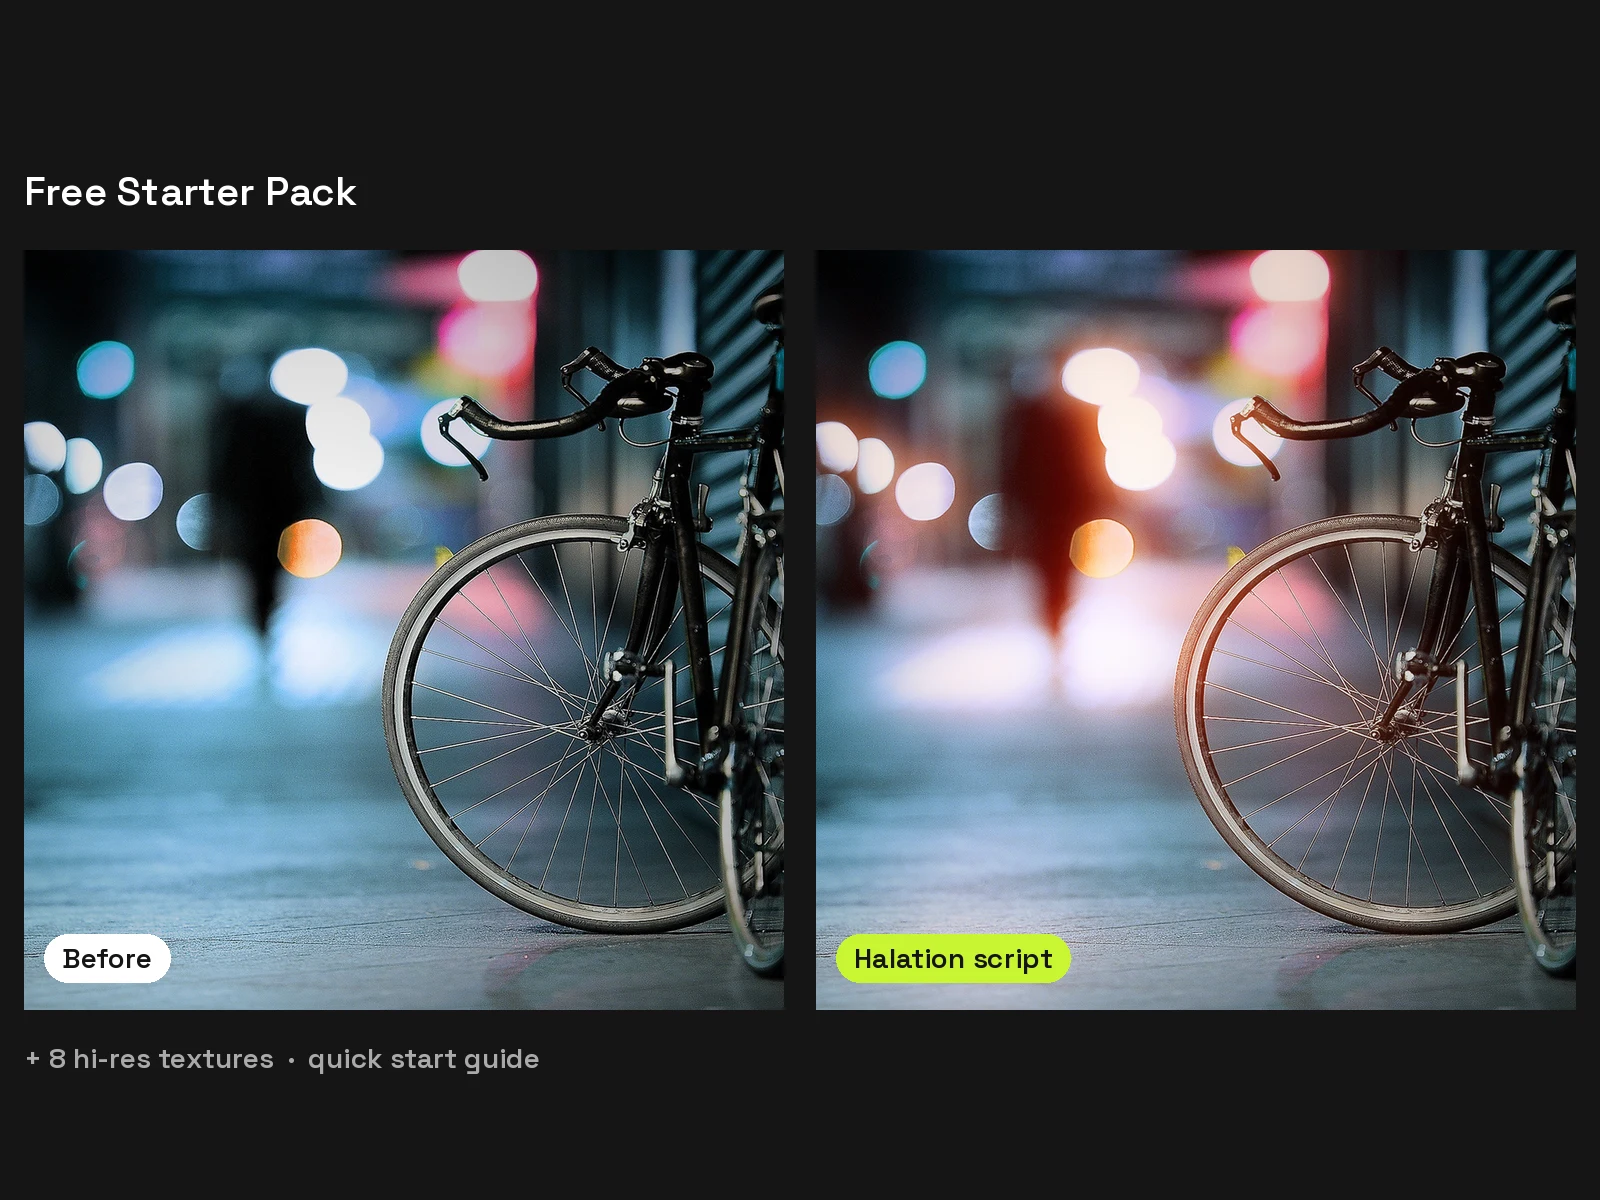 Free Starter Pack
Before
Halation script
+ 8 hi-res textures · quick start guide